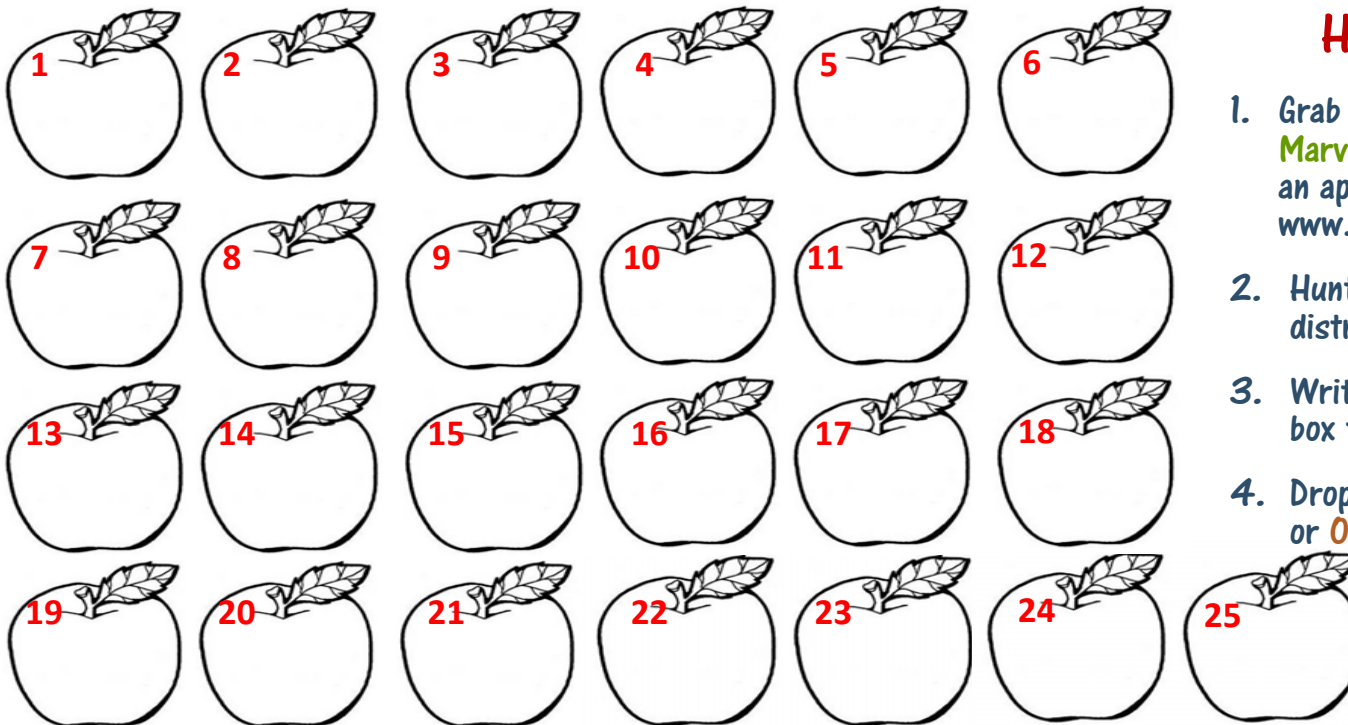 1 2 3 4 5 6
7 8 9 10 11 12
13 14 15 16 17 18
19 20 21 22 23 24 25
H
1. Grab
Marv
an ap
www.
2. Hunt
distr
3. Writ
box
4. Drop
or O